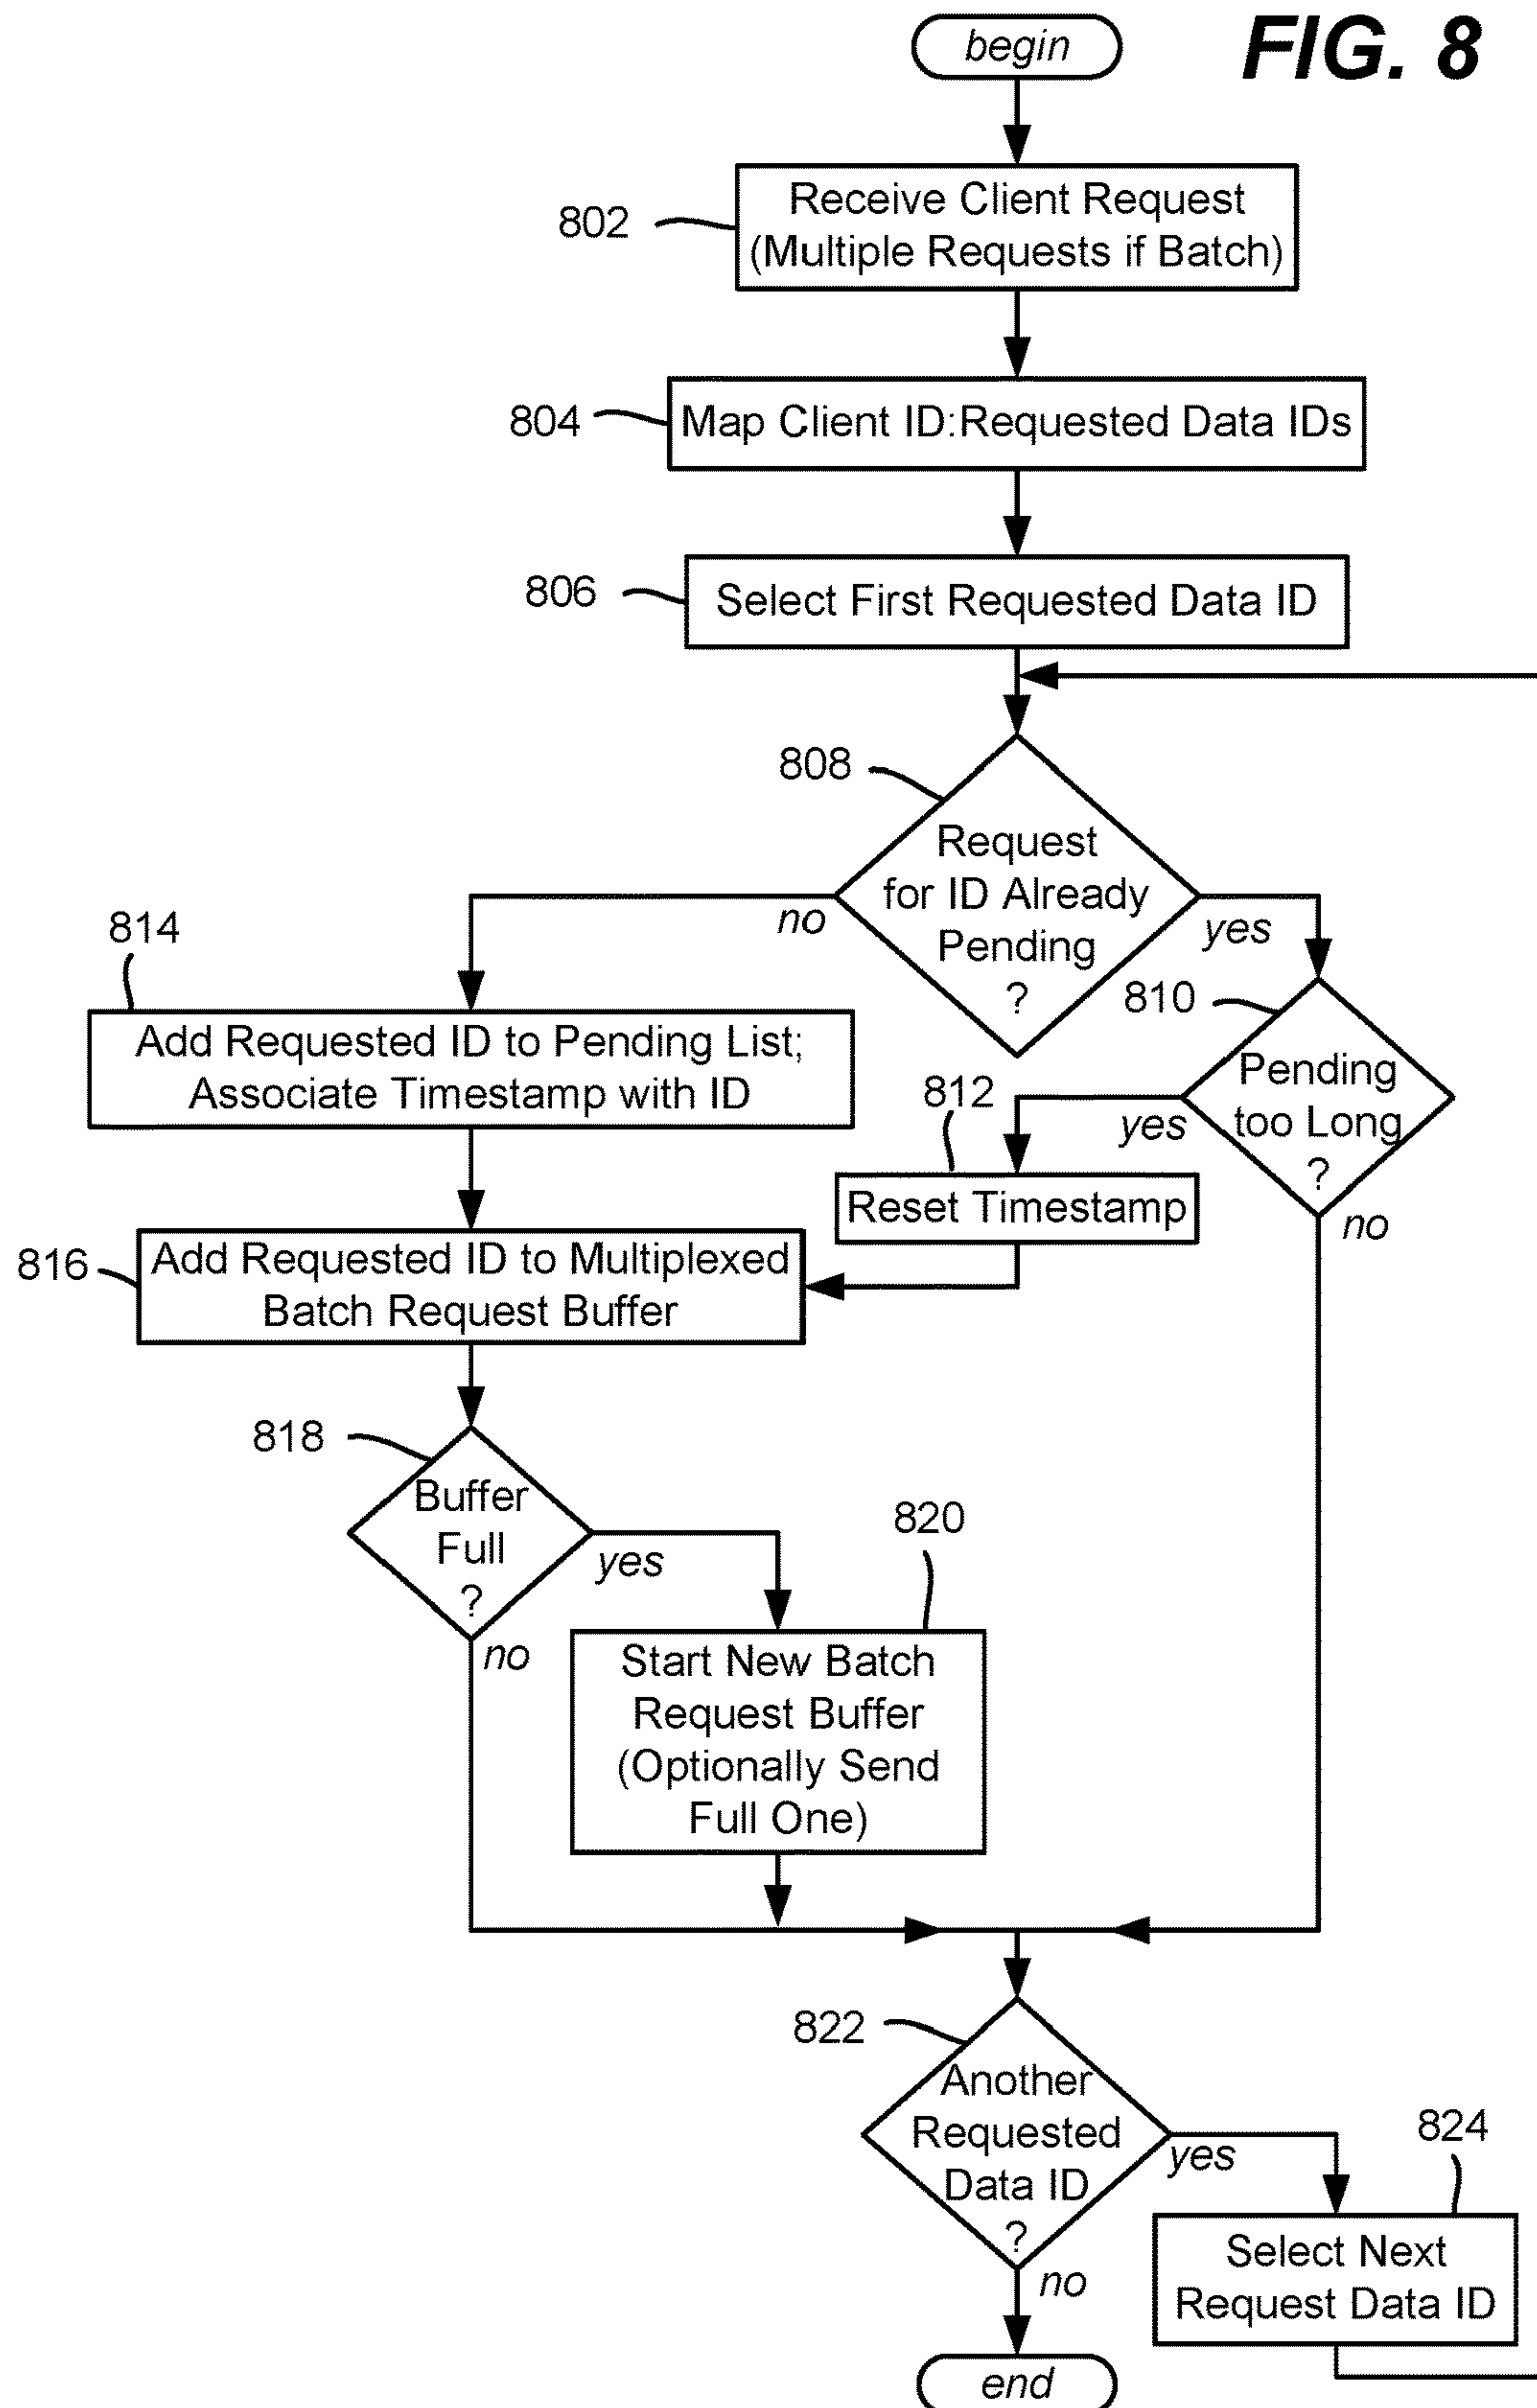 begin
FIG. 8
802
Receive Client Request
(Multiple Requests if Batch)
804
Map Client ID:Requested Data IDs
806
Select First Requested Data ID
808
Request
for ID Already
Pending
?
no
yes
814
Add Requested ID to Pending List;
Associate Timestamp with ID
810
Pending
too Long
?
yes
no
812
Reset Timestamp
816
Add Requested ID to Multiplexed
Batch Request Buffer
818
Buffer
Full
?
yes
no
820
Start New Batch
Request Buffer
(Optionally Send
Full One)
822
Another
Requested
Data ID
?
yes
no
824
Select Next
Request Data ID
end